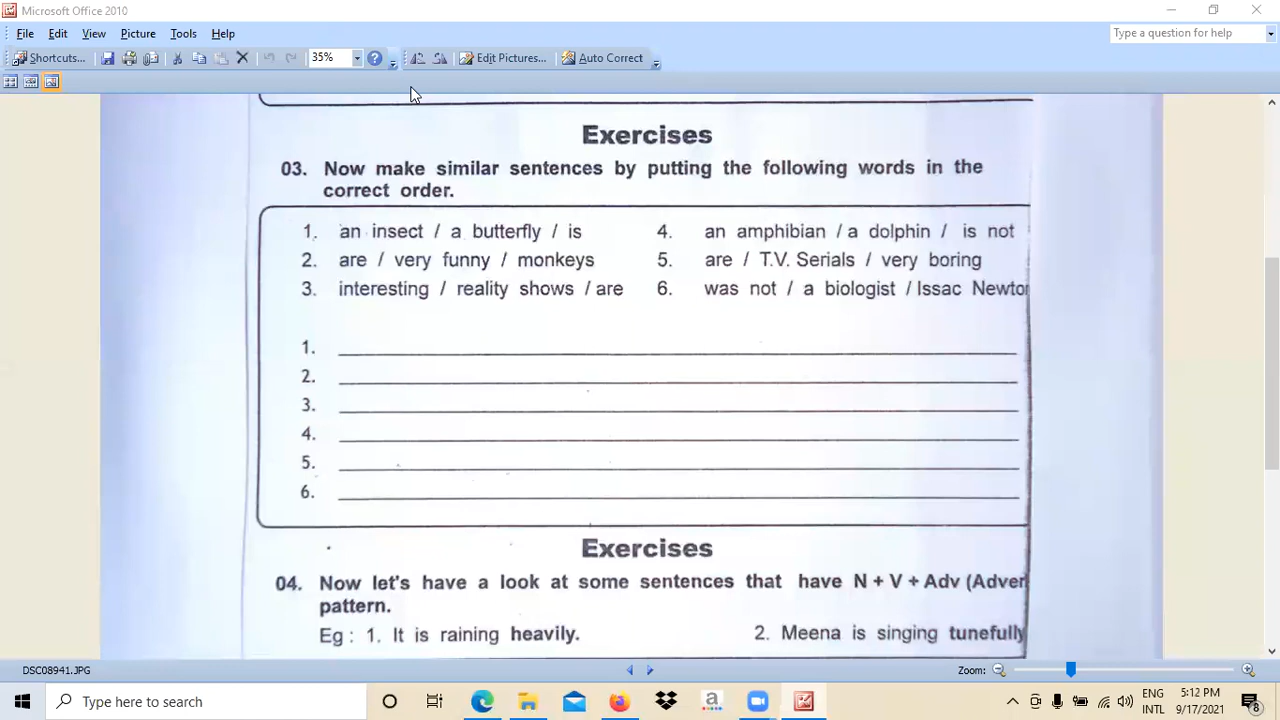 Microsoft Office 2010
File Edit View Picture Tools Help
Type a question for help
Shortcuts... 35% Edit Pictures... Auto Correct
Exercises
03. Now make similar sentences by putting the following words in the
correct order.
1. an insect / a butterfly / is 4. an amphibian / a dolphin / is not
2. are / very funny / monkeys 5. are / T.V. Serials / very boring
3. interesting / reality shows / are 6. was not / a biologist / Issac Newton
1.
2.
3.
4.
5.
6.
Exercises
04. Now let's have a look at some sentences that have N + V + Adv (Adver
pattern.
Eg : 1. It is raining heavily. 2. Meena is singing tunefully
DSC08941.JPG Zoom:
Type here to search ENG 5:12 PM
INTL 9/17/2021 8